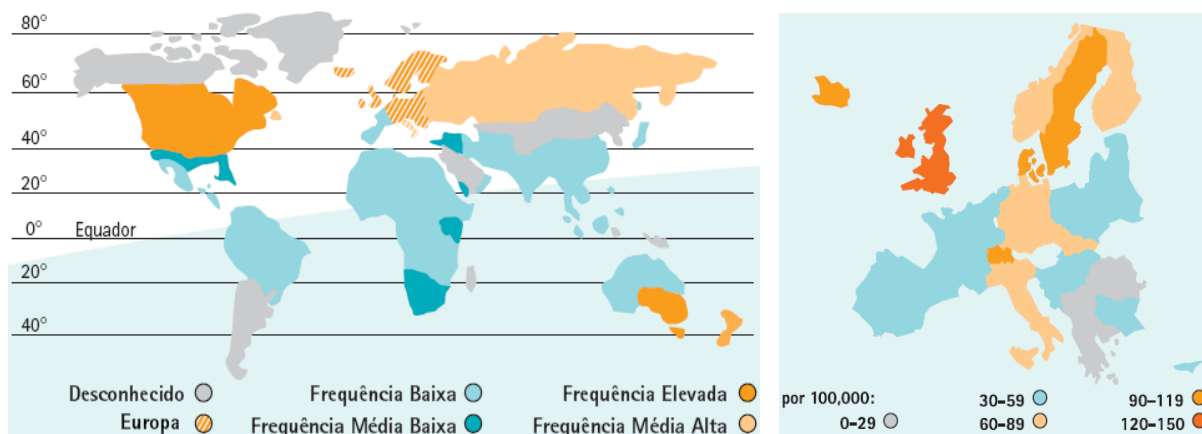 80°
60°
40°
20°
0° Equador
20°
40°
Desconhecido Frequência Baixa Frequência Elevada
Europa Frequência Média Baixa Frequência Média Alta
por 100,000: 30–59 90–119
0–29 60–89 120–150